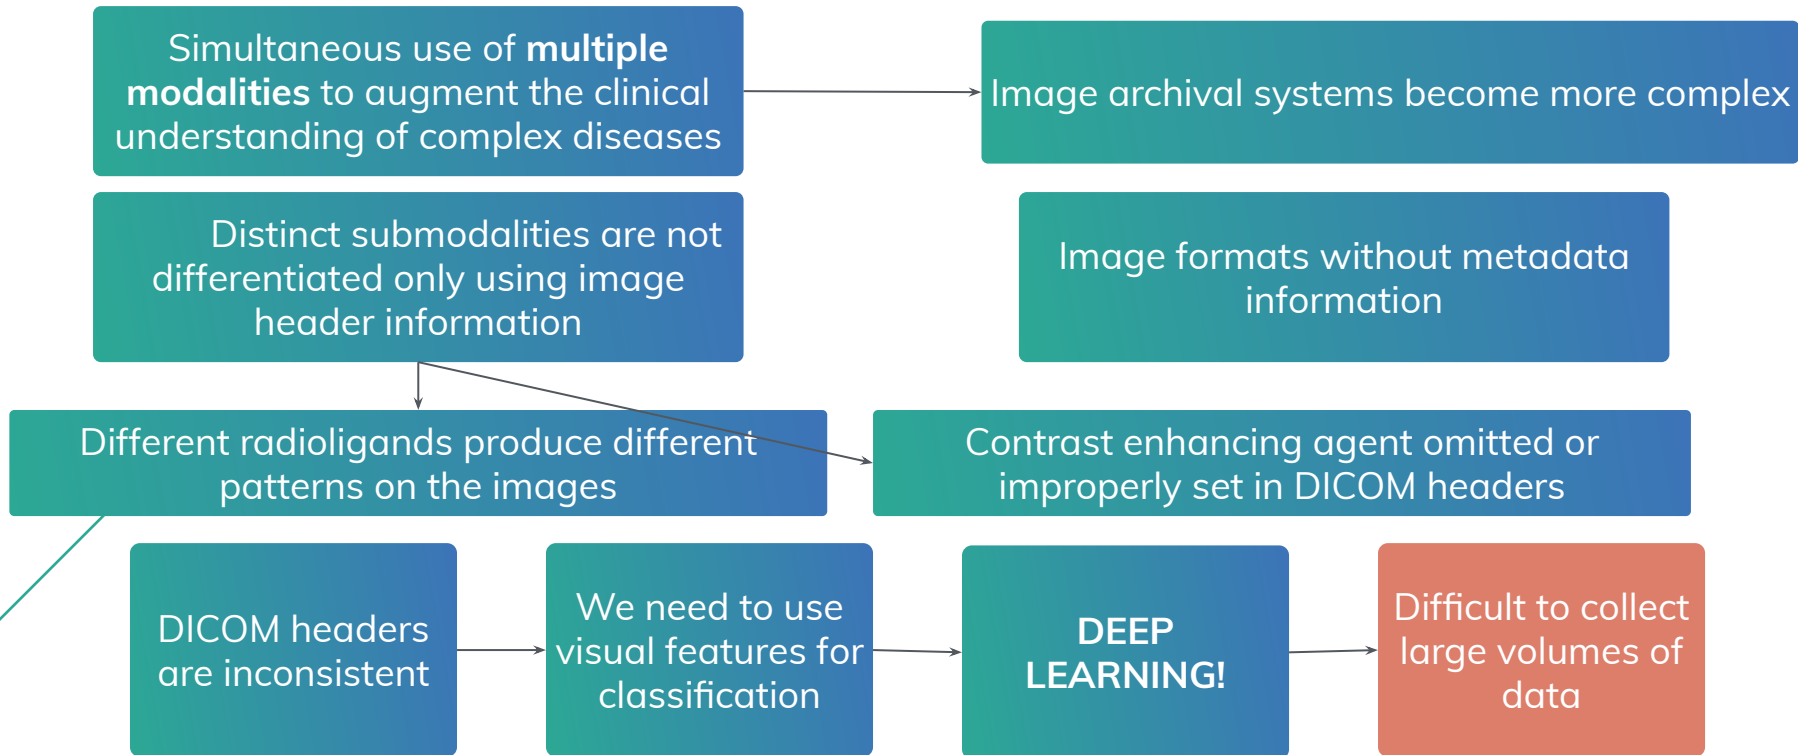 Simultaneous use of multiple
modalities to augment the clinical
understanding of complex diseases
Image archival systems become more complex
Distinct submodalities are not
differentiated only using image
header information
Image formats without metadata
information
Different radioligands produce different
patterns on the images
Contrast enhancing agent omitted or
improperly set in DICOM headers
DICOM headers
are inconsistent
We need to use
visual features for
classification
DEEP
LEARNING!
Difficult to collect
large volumes of
data